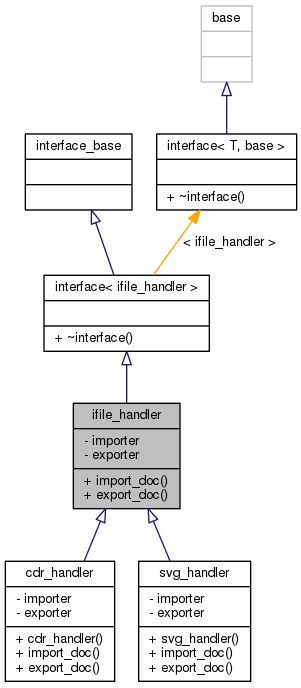 base
interface_base
interface< T, base >
+ ~interface()
< ifile_handler >
interface< ifile_handler >
+ ~interface()
ifile_handler
- importer
- exporter
+ import_doc()
+ export_doc()
cdr_handler
- importer
- exporter
+ cdr_handler()
+ import_doc()
+ export_doc()
svg_handler
- importer
- exporter
+ svg_handler()
+ import_doc()
+ export_doc()